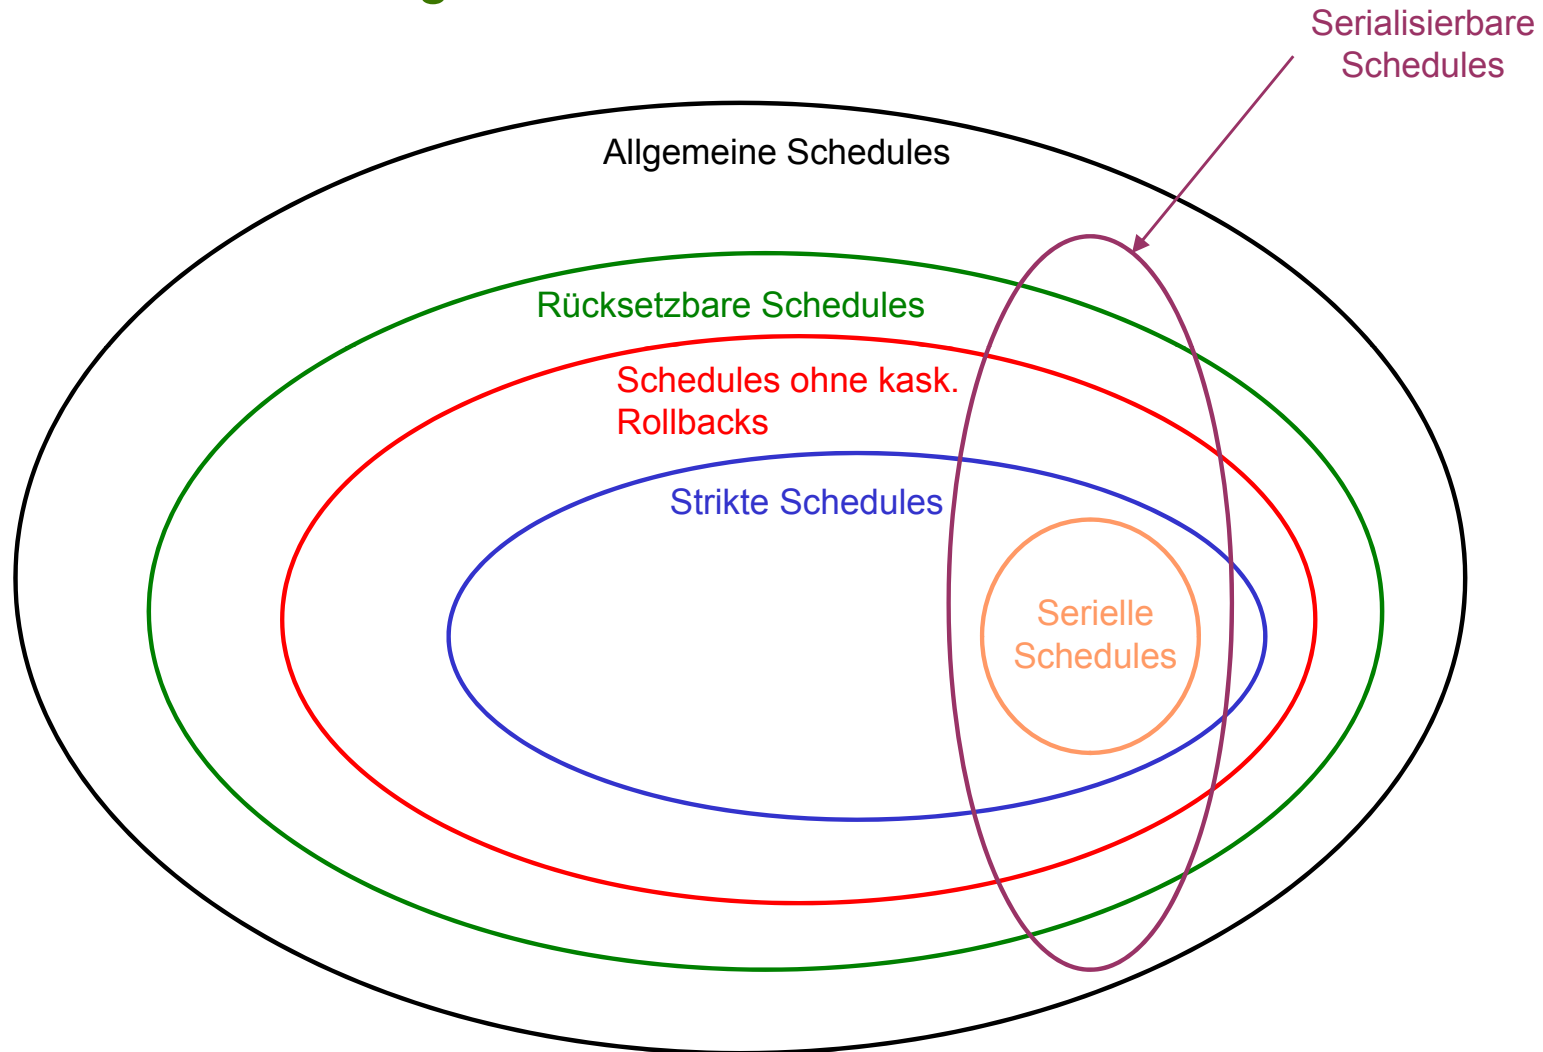 Serialisierbare
Schedules
Allgemeine Schedules
Rücksetzbare Schedules
Schedules ohne kask.
Rollbacks
Strikte Schedules
Serielle
Schedules